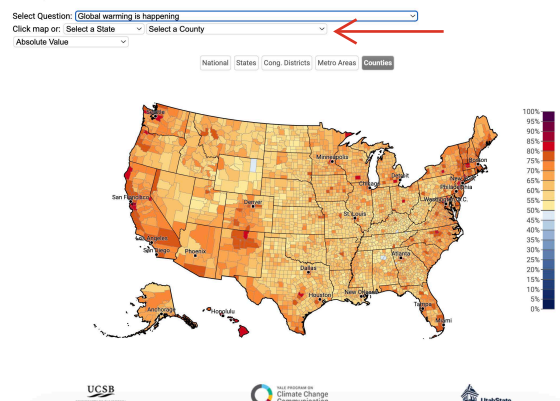 Select Question: Global warming is happening
Click map or: Select a State Select a County
Absolute Value
National States Cong. Districts Metro Areas Counties
100%
95%
90%
85%
80%
75%
70%
65%
60%
55%
50%
45%
40%
35%
30%
25%
20%
15%
10%
5%
0%
Seattle
Minneapolis
Boston
Detroit
Chicago
New
Philadelphia
San Francisco
Denver
St.Louis
Washington D.C.
Los Angeles
San Diego
Phoenix
Atlanta
Dallas
Houston
New Orleans
Tampa
Miami
Anchorage
Honolulu
UCSB
YALE PROGRAM ON
Climate Change
Communication
UtahState